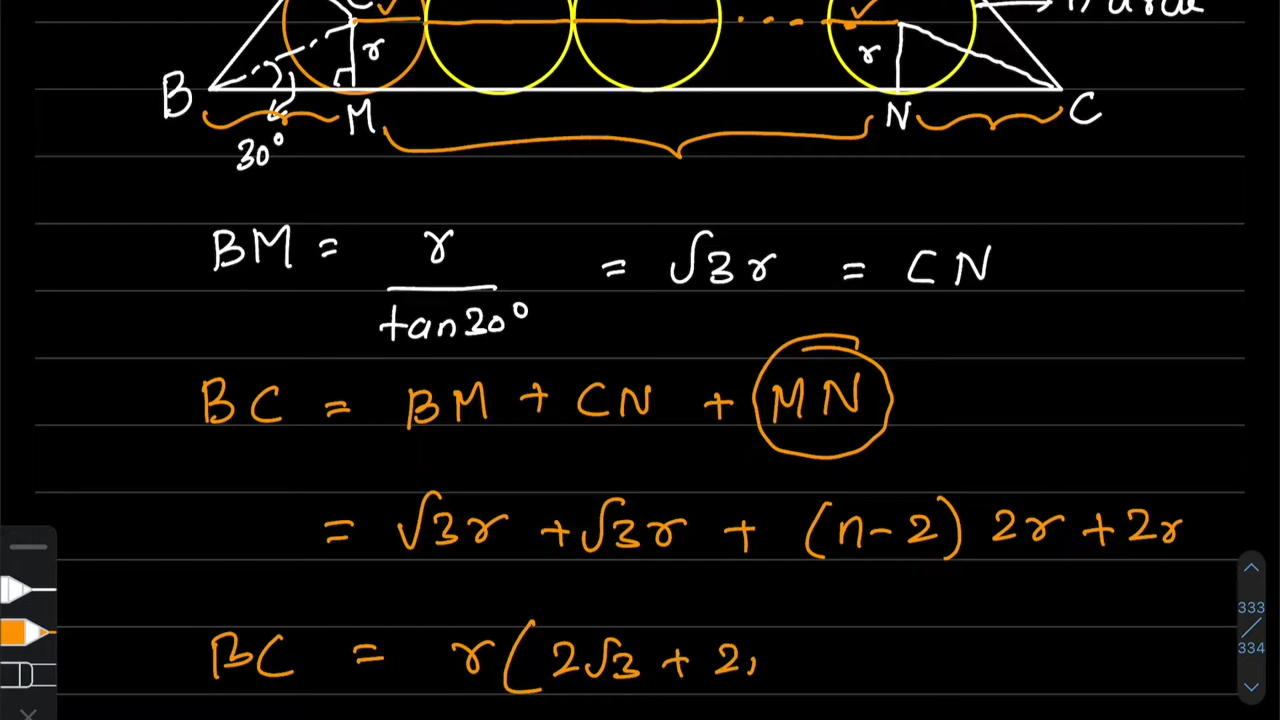 r r
B M N C
30°
BM = r / tan30° = √3r = CN
BC = BM + CN + MN
= √3r + √3r + (n-2) 2r + 2r
BC = r(2√3 + 2
333
334